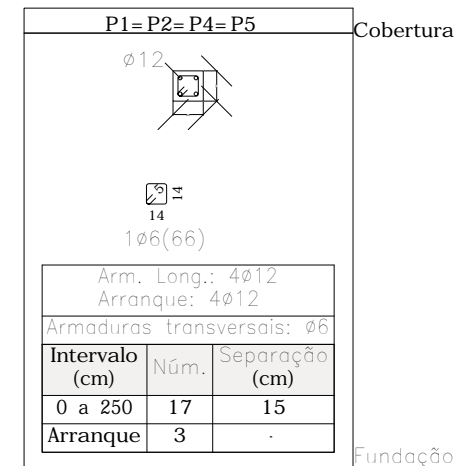 P1=P2=P4=P5
Cobertura
ø12
5
14
14
1ø6(66)
Arm. Long.: 4ø12
Arranque: 4ø12
Armaduras transversais: ø6
Intervalo (cm) Núm. Separação (cm)
0 a 250 17 15
Arranque 3 -
Fundação